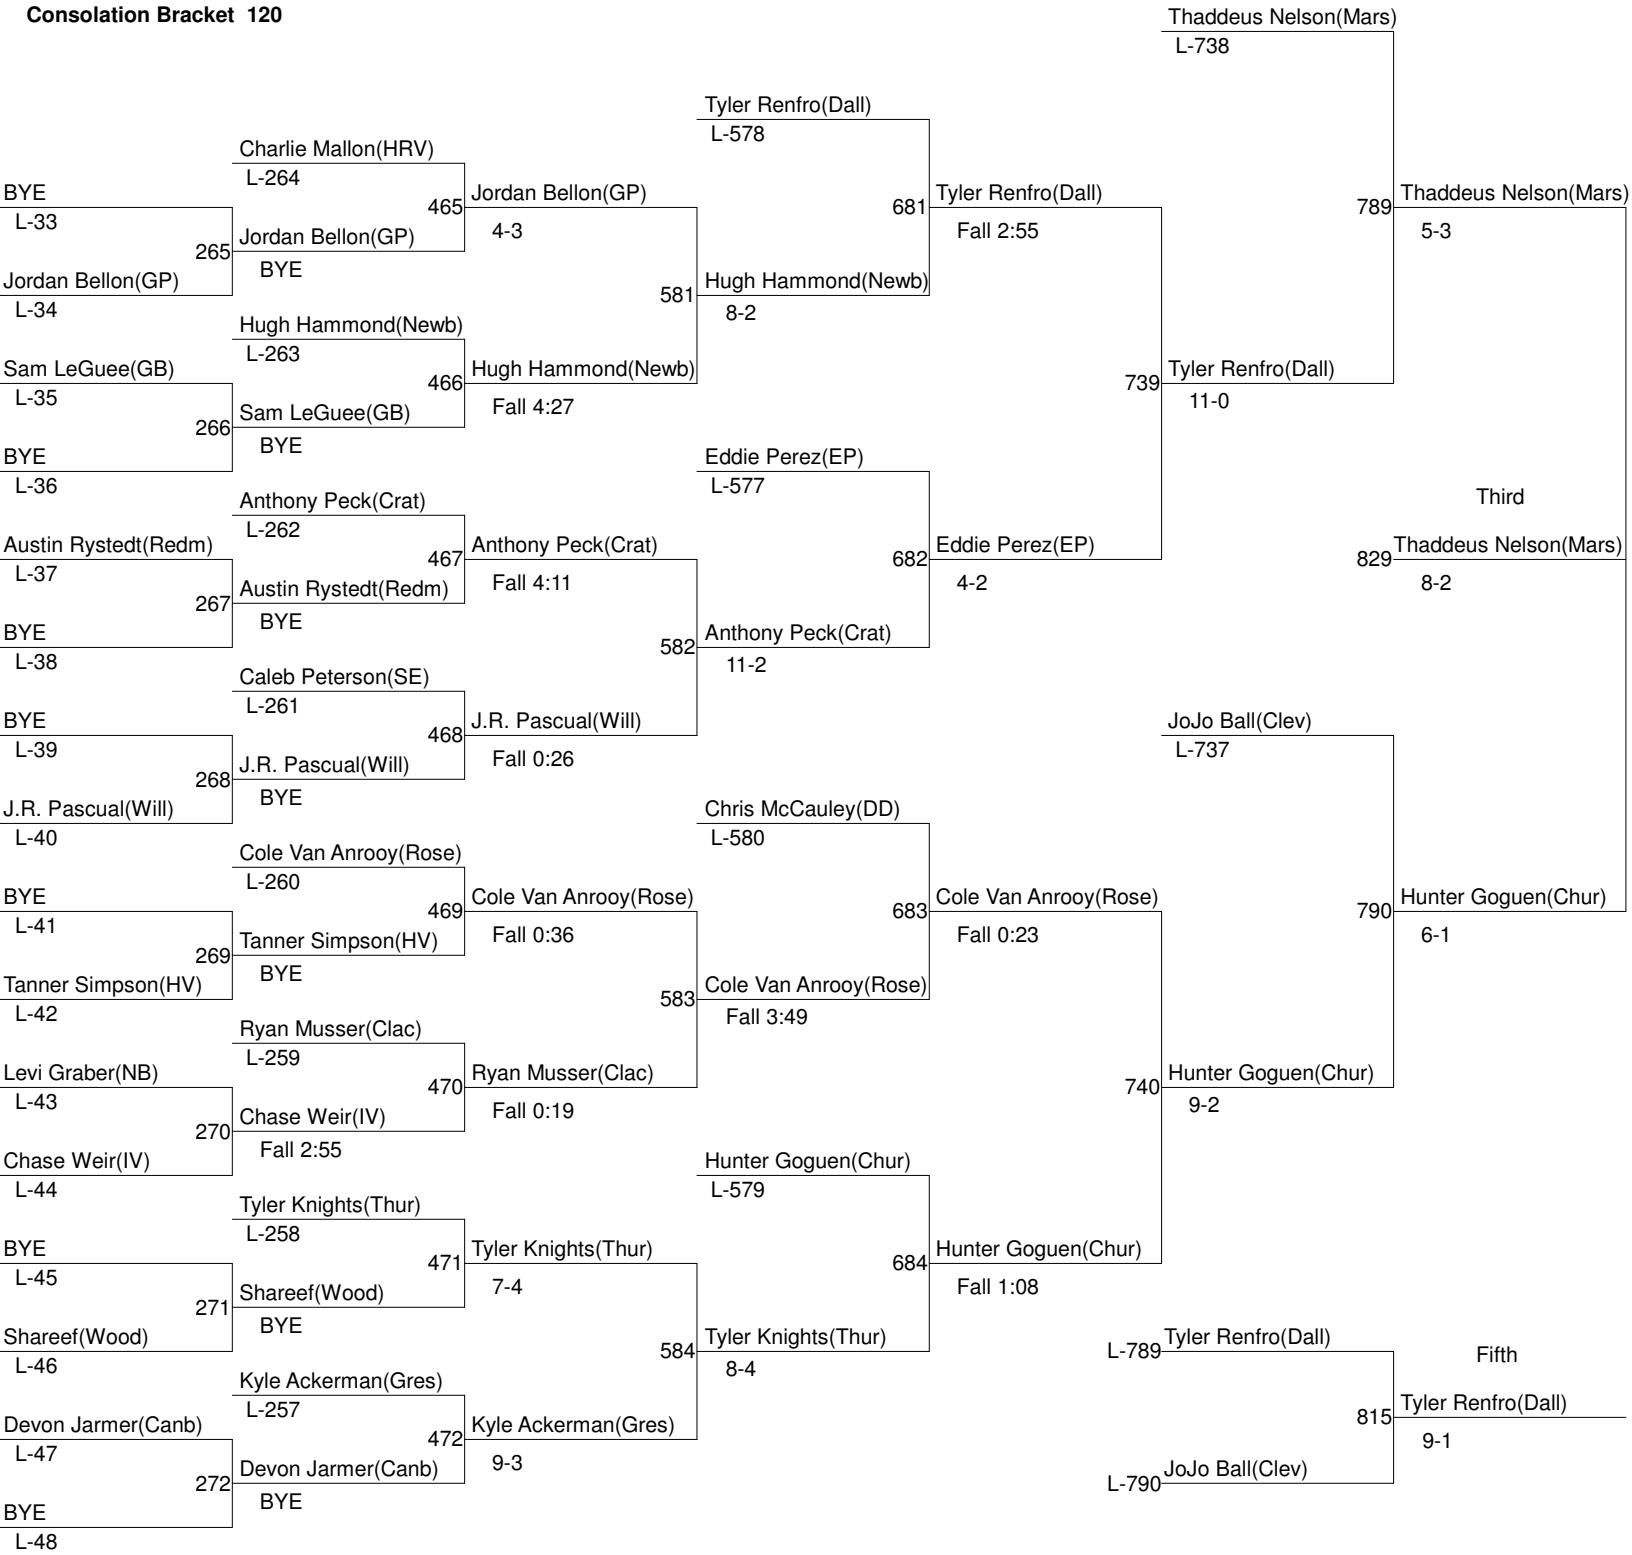 Consolation Bracket 120
Thaddeus Nelson(Mars)
L-738
Tyler Renfro(Dall)
L-578
Charlie Mallon(HRV)
L-264
BYE
465 Jordan Bellon(GP)
681 Tyler Renfro(Dall)
789 Thaddeus Nelson(Mars)
L-33
4-3
Fall 2:55
5-3
265 Jordan Bellon(GP)
BYE
Jordan Bellon(GP)
581 Hugh Hammond(Newb)
L-34
8-2
Hugh Hammond(Newb)
L-263
Sam LeGuee(GB)
466 Hugh Hammond(Newb)
739 Tyler Renfro(Dall)
L-35
Fall 4:27
11-0
266 Sam LeGuee(GB)
BYE
BYE
Eddie Perez(EP)
L-36
L-577
Third
Anthony Peck(Crat)
L-262
Austin Rystedt(Redm)
467 Anthony Peck(Crat)
682 Eddie Perez(EP)
829 Thaddeus Nelson(Mars)
L-37
Fall 4:11
4-2
8-2
267 Austin Rystedt(Redm)
BYE
BYE
582 Anthony Peck(Crat)
L-38
11-2
Caleb Peterson(SE)
L-261
BYE
468 J.R. Pascual(Will)
JoJo Ball(Clev)
L-39
Fall 0:26
L-737
268 J.R. Pascual(Will)
BYE
J.R. Pascual(Will)
Chris McCauley(DD)
L-40
L-580
Cole Van Anrooy(Rose)
L-260
BYE
469 Cole Van Anrooy(Rose)
683 Cole Van Anrooy(Rose)
790 Hunter Goguen(Chur)
L-41
Fall 0:36
Fall 0:23
6-1
269 Tanner Simpson(HV)
BYE
Tanner Simpson(HV)
583 Cole Van Anrooy(Rose)
L-42
Fall 3:49
Ryan Musser(Clac)
L-259
Levi Graber(NB)
470 Ryan Musser(Clac)
740 Hunter Goguen(Chur)
L-43
Fall 0:19
9-2
270 Chase Weir(IV)
Fall 2:55
Chase Weir(IV)
Hunter Goguen(Chur)
L-44
L-579
Tyler Knights(Thur)
L-258
BYE
471 Tyler Knights(Thur)
684 Hunter Goguen(Chur)
L-45
7-4
Fall 1:08
271 Shareef(Wood)
BYE
Shareef(Wood)
584 Tyler Knights(Thur)
L-789 Tyler Renfro(Dall)
Fifth
L-46
8-4
Kyle Ackerman(Gres)
L-257
815 Tyler Renfro(Dall)
9-1
Devon Jarmer(Canb)
472 Kyle Ackerman(Gres)
L-47
9-3
272 Devon Jarmer(Canb)
L-790 JoJo Ball(Clev)
BYE
BYE
L-48